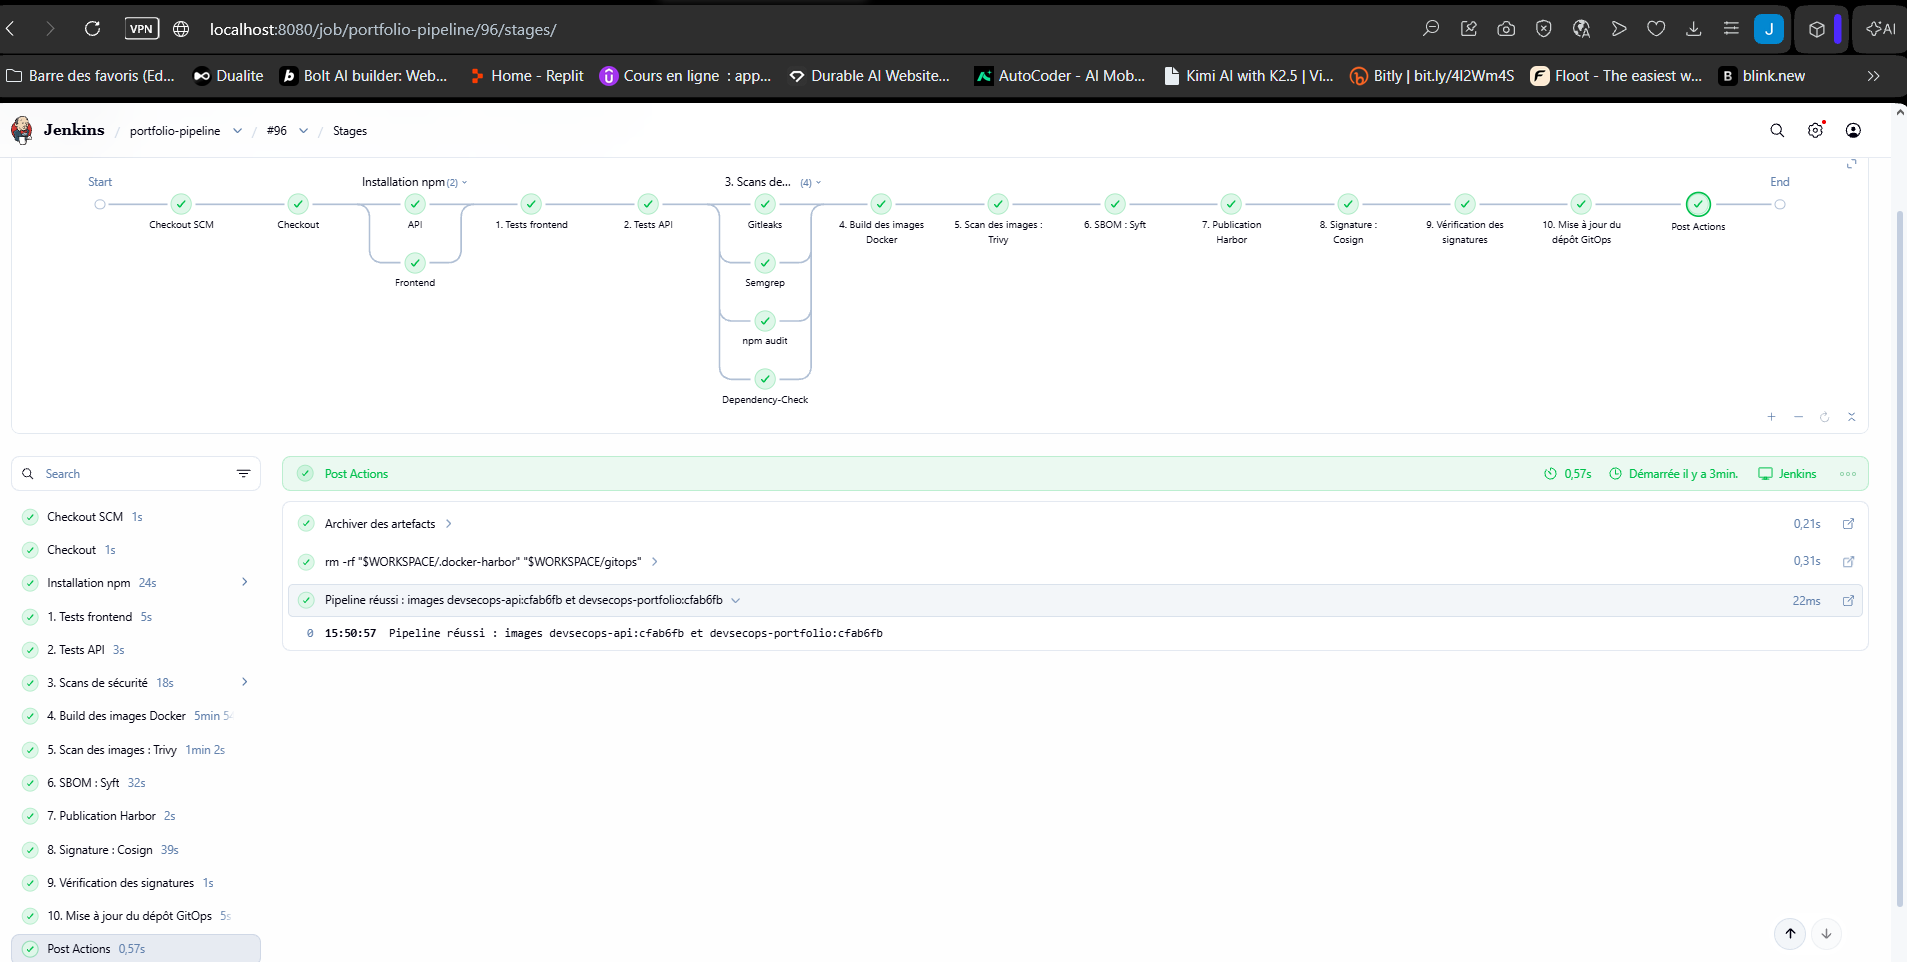 VPN
localhost:8080/job/portfolio-pipeline/96/stages/
J
AI
Barre des favoris (Ed...
Dualite
Bolt AI builder: Web...
Home - Replit
Cours en ligne : app...
Durable AI Website...
AutoCoder - AI Mob...
Kimi AI with K2.5 | Vi...
Bitly | bit.ly/4l2Wm4S
Floot - The easiest w...
blink.new
Jenkins / portfolio-pipeline / #96 / Stages
Start
Installation npm (2)
3. Scans de... (4)
End
Checkout SCM
Checkout
API
1. Tests frontend
2. Tests API
Gitleaks
4. Build des images Docker
5. Scan des images : Trivy
6. SBOM : Syft
7. Publication Harbor
8. Signature : Cosign
9. Vérification des signatures
10. Mise à jour du dépôt GitOps
Post Actions
Frontend
Semgrep
npm audit
Dependency-Check
Search
Checkout SCM 1s
Checkout 1s
Installation npm 24s
1. Tests frontend 5s
2. Tests API 3s
3. Scans de sécurité 18s
4. Build des images Docker 5min
5. Scan des images : Trivy 1min 2s
6. SBOM : Syft 32s
7. Publication Harbor 2s
8. Signature : Cosign 39s
9. Vérification des signatures 1s
10. Mise à jour du dépôt GitOps 5s
Post Actions 0,57s
Post Actions
0,57s
Démarrée il y a 3min.
Jenkins
Archiver des artefacts
0,21s
rm -rf "$WORKSPACE/.docker-harbor" "$WORKSPACE/gitops"
0,31s
Pipeline réussi : images devsecops-api:cfab6fb et devsecops-portfolio:cfab6fb
22ms
0 15:50:57 Pipeline réussi : images devsecops-api:cfab6fb et devsecops-portfolio:cfab6fb